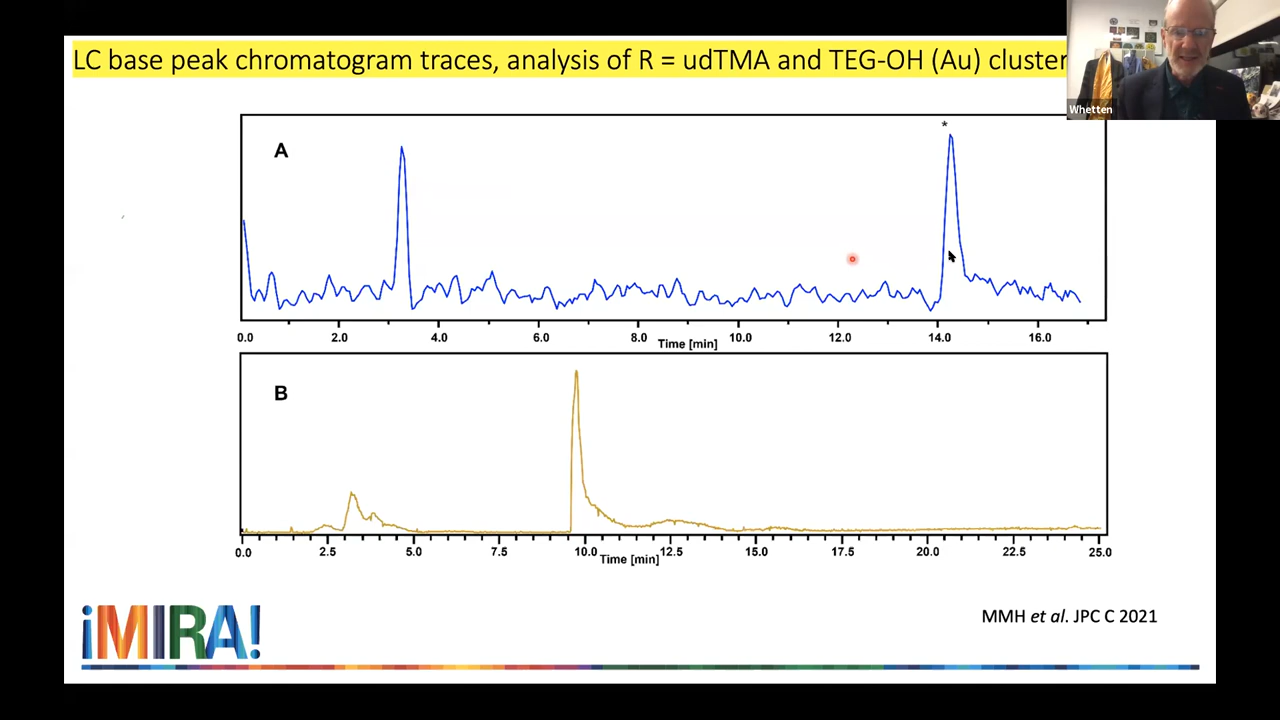 LC base peak chromatogram traces, analysis of R = udTMA and TEG-OH (Au) cluster
Whetten
*
A
0.0 2.0 4.0 6.0 8.0 10.0 12.0 14.0 16.0
Time [min]
B
0.0 2.5 5.0 7.5 10.0 12.5 15.0 17.5 20.0 22.5 25.0
Time [min]
MMH et al. JPC C 2021
¡MIRA!